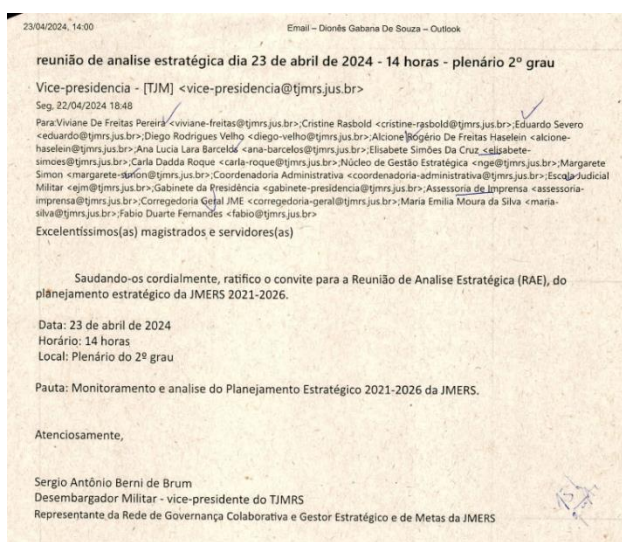 23/04/2024, 14:00
Email – Dionês Gabana De Souza – Outlook
reunião de analise estratégica dia 23 de abril de 2024 - 14 horas - plenário 2º grau
Vice-presidencia - [TJM] <vice-presidencia@tjmrs.jus.br>
Seg, 22/04/2024 18:48
Para:Viviane De Freitas Pereira <viviane-freitas@tjmrs.jus.br>;Cristine Rasbold <cristine-rasbold@tjmrs.jus.br>;Eduardo Severo
<eduardo@tjmrs.jus.br>;Diego Rodrigues Velho <diego-velho@tjmrs.jus.br>;Alcione Rogério De Freitas Haselein <alcione-
haselein@tjmrs.jus.br>;Ana Lucia Lara Barcelos <ana-barcelos@tjmrs.jus.br>;Elisabete Simões Da Cruz <elisabete-
simoes@tjmrs.jus.br>;Carla Dadda Roque <carla-roque@tjmrs.jus.br>;Núcleo de Gestão Estratégica <nge@tjmrs.jus.br>;Margarete
Simon <margarete-simon@tjmrs.jus.br>;Coordenadoria Administrativa <coordenadoria-administrativa@tjmrs.jus.br>;Escola Judicial
Militar <ejm@tjmrs.jus.br>;Gabinete da Presidência <gabinete-presidencia@tjmrs.jus.br>;Assessoria de Imprensa <assessoria-
imprensa@tjmrs.jus.br>;Corregedoria Geral JME <corregedoria-geral@tjmrs.jus.br>;Maria Emilia Moura da Silva <maria-
silva@tjmrs.jus.br>;Fabio Duarte Fernandes <fabio@tjmrs.jus.br>
Excelentíssimos(as) magistrados e servidores(as)
Saudando-os cordialmente, ratifico o convite para a Reunião de Analise Estratégica (RAE), do
planejamento estratégico da JMERS 2021-2026.
Data: 23 de abril de 2024
Horário: 14 horas
Local: Plenário do 2º grau
Pauta: Monitoramento e analise do Planejamento Estratégico 2021-2026 da JMERS.
Atenciosamente,
Sergio Antônio Berni de Brum
Desembargador Militar - vice-presidente do TJMRS
Representante da Rede de Governança Colaborativa e Gestor Estratégico e de Metas da JMERS